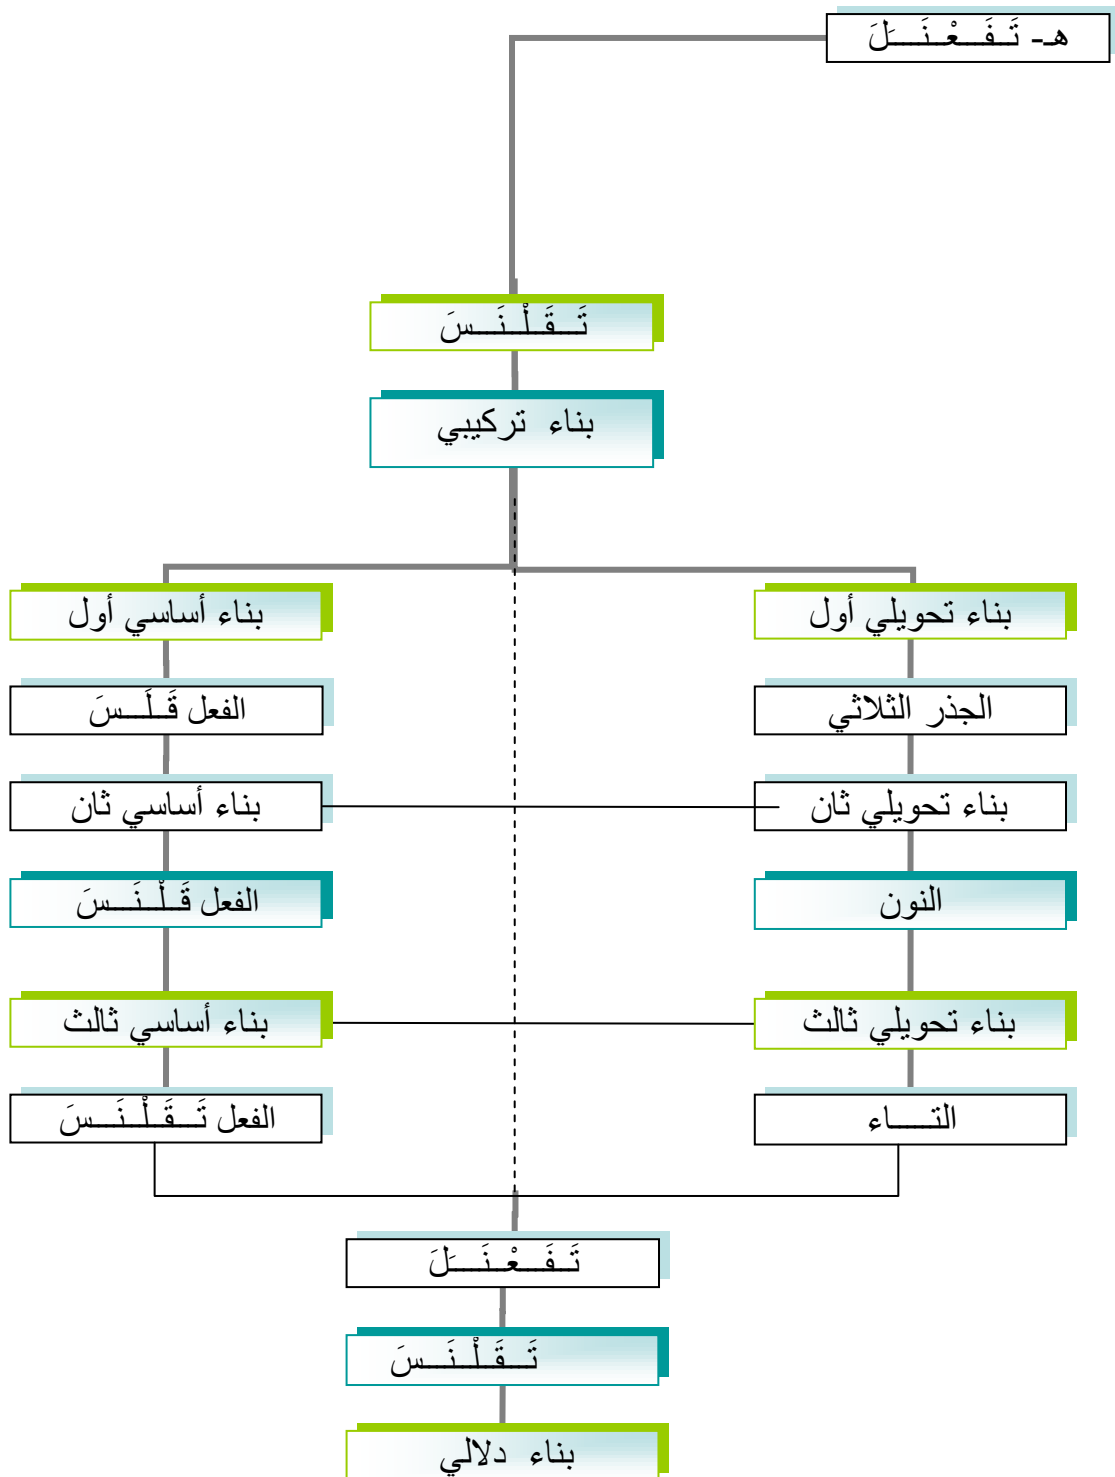 هـ- تَـفَـعْـنَـلَ
تَـقَـلْـنَـسَ
بناء تركيبي
بناء تحويلي أول
بناء أساسي أول
الجذر الثلاثي
الفعل قَـلَـسَ
بناء تحويلي ثان
بناء أساسي ثان
النون
الفعل قَـلْـنَـسَ
بناء تحويلي ثالث
بناء أساسي ثالث
التـــاء
الفعل تَـقَـلْـنَـسَ
تَـفَـعْـنَـلَ
تَـقَـلْـنَـسَ
بناء دلالي